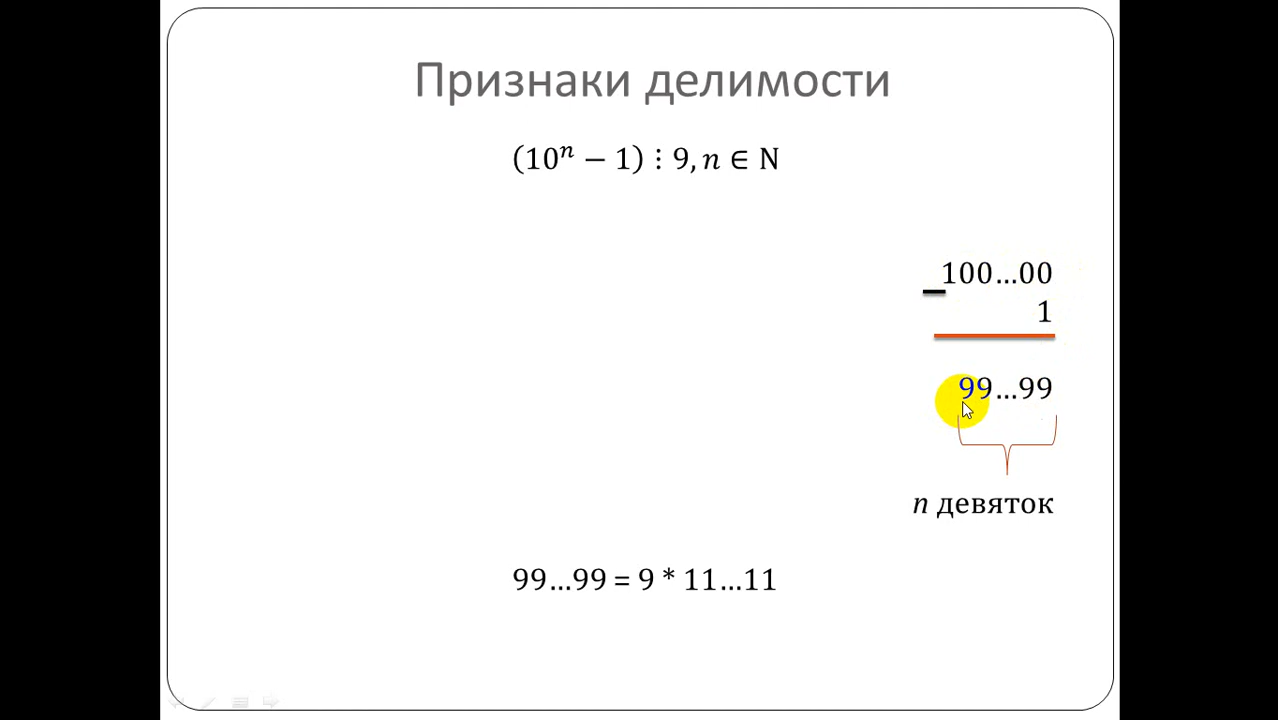 Признаки делимости
(10ⁿ − 1) ⋮ 9, n ∈ N
100...00
− 1
99...99
n девяток
99...99 = 9 * 11...11